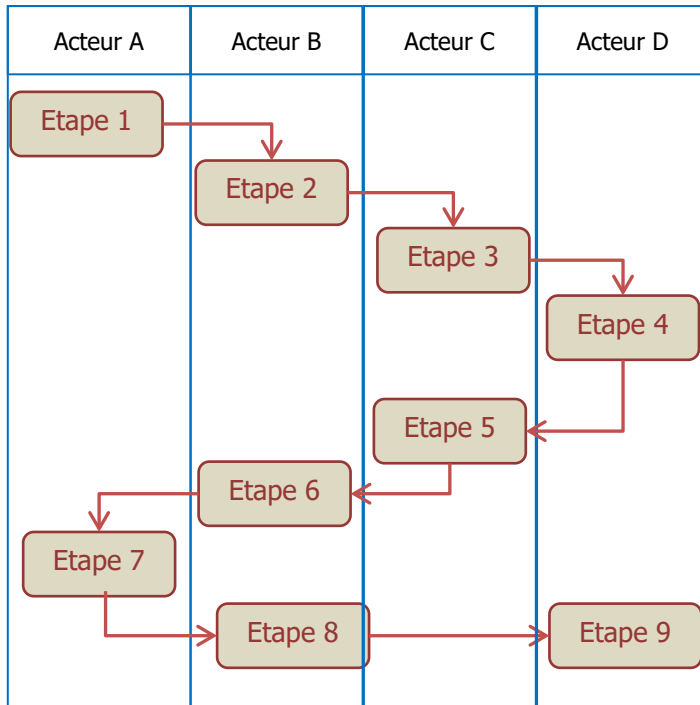 Acteur A
Acteur B
Acteur C
Acteur D
Etape 1
Etape 2
Etape 3
Etape 4
Etape 5
Etape 6
Etape 7
Etape 8
Etape 9